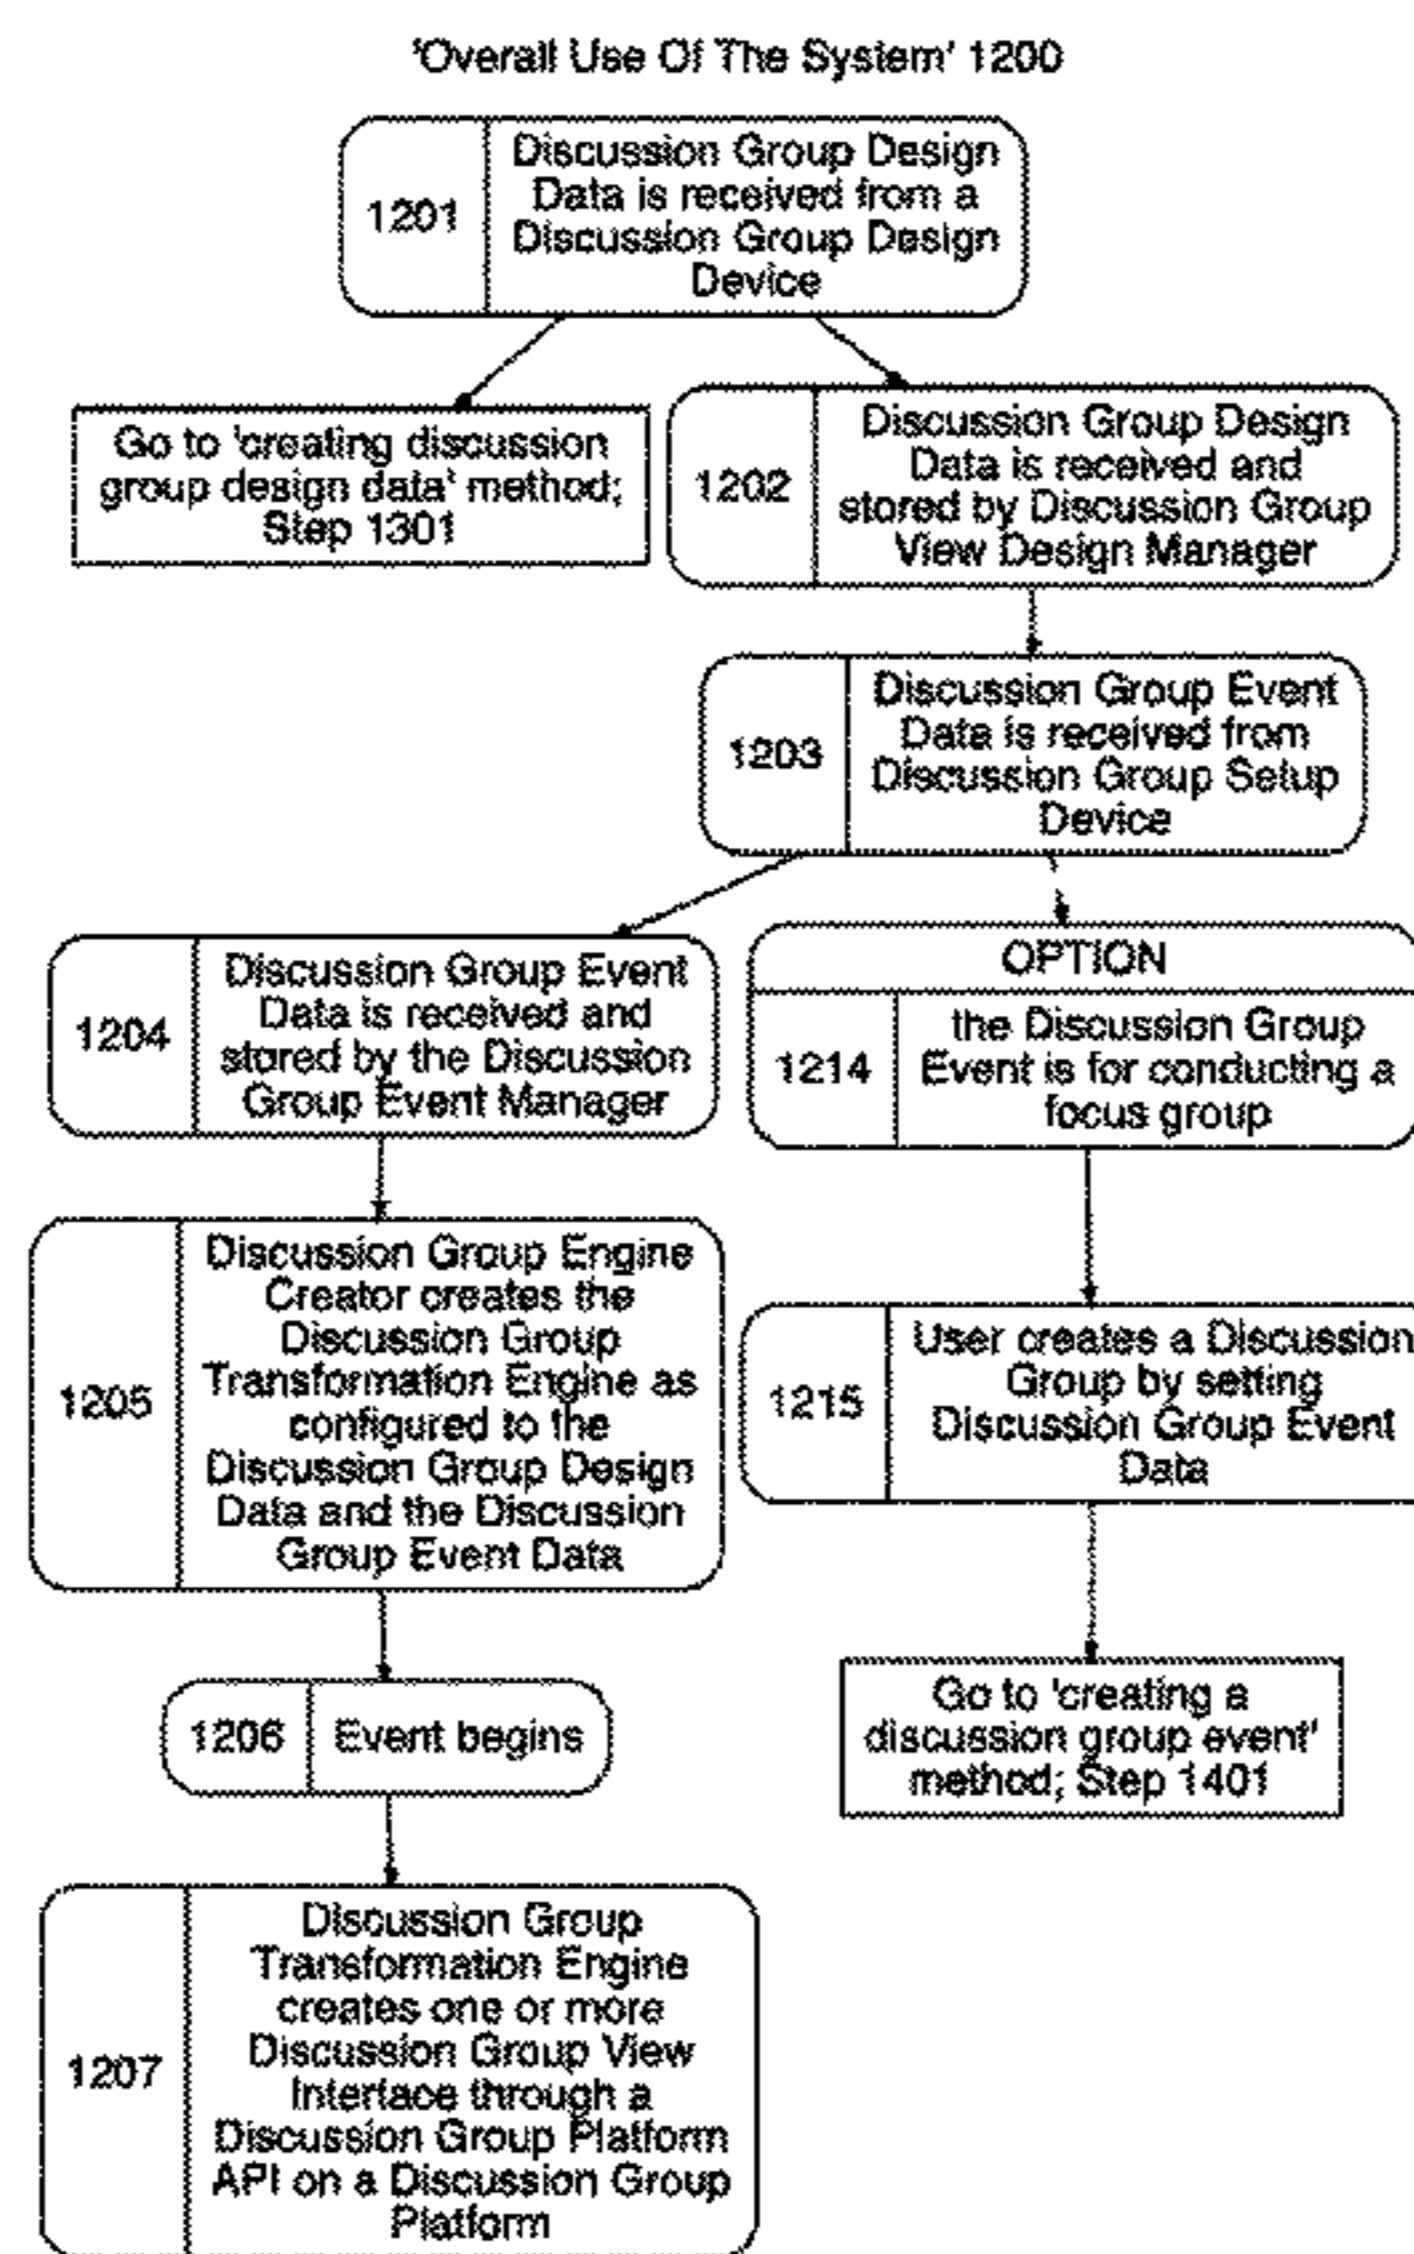 'Overall Use Of The System' 1200
1201
Discussion Group Design
Data is received from a
Discussion Group Design
Device
Go to 'creating discussion
group design data' method;
Step 1301
1202
Discussion Group Design
Data is received and
stored by Discussion Group
View Design Manager
1203
Discussion Group Event
Data is received from
Discussion Group Setup
Device
1204
Discussion Group Event
Data is received and
stored by the Discussion
Group Event Manager
OPTION
1214
the Discussion Group
Event is for conducting a
focus group
1205
Discussion Group Engine
Creator creates the
Discussion Group
Transformation Engine as
configured to the
Discussion Group Design
Data and the Discussion
Group Event Data
1215
User creates a Discussion
Group by setting
Discussion Group Event
Data
1206
Event begins
Go to 'creating a
discussion group event'
method; Step 1401
1207
Discussion Group
Transformation Engine
creates one or more
Discussion Group View
Interface through a
Discussion Group Platform
API on a Discussion Group
Platform